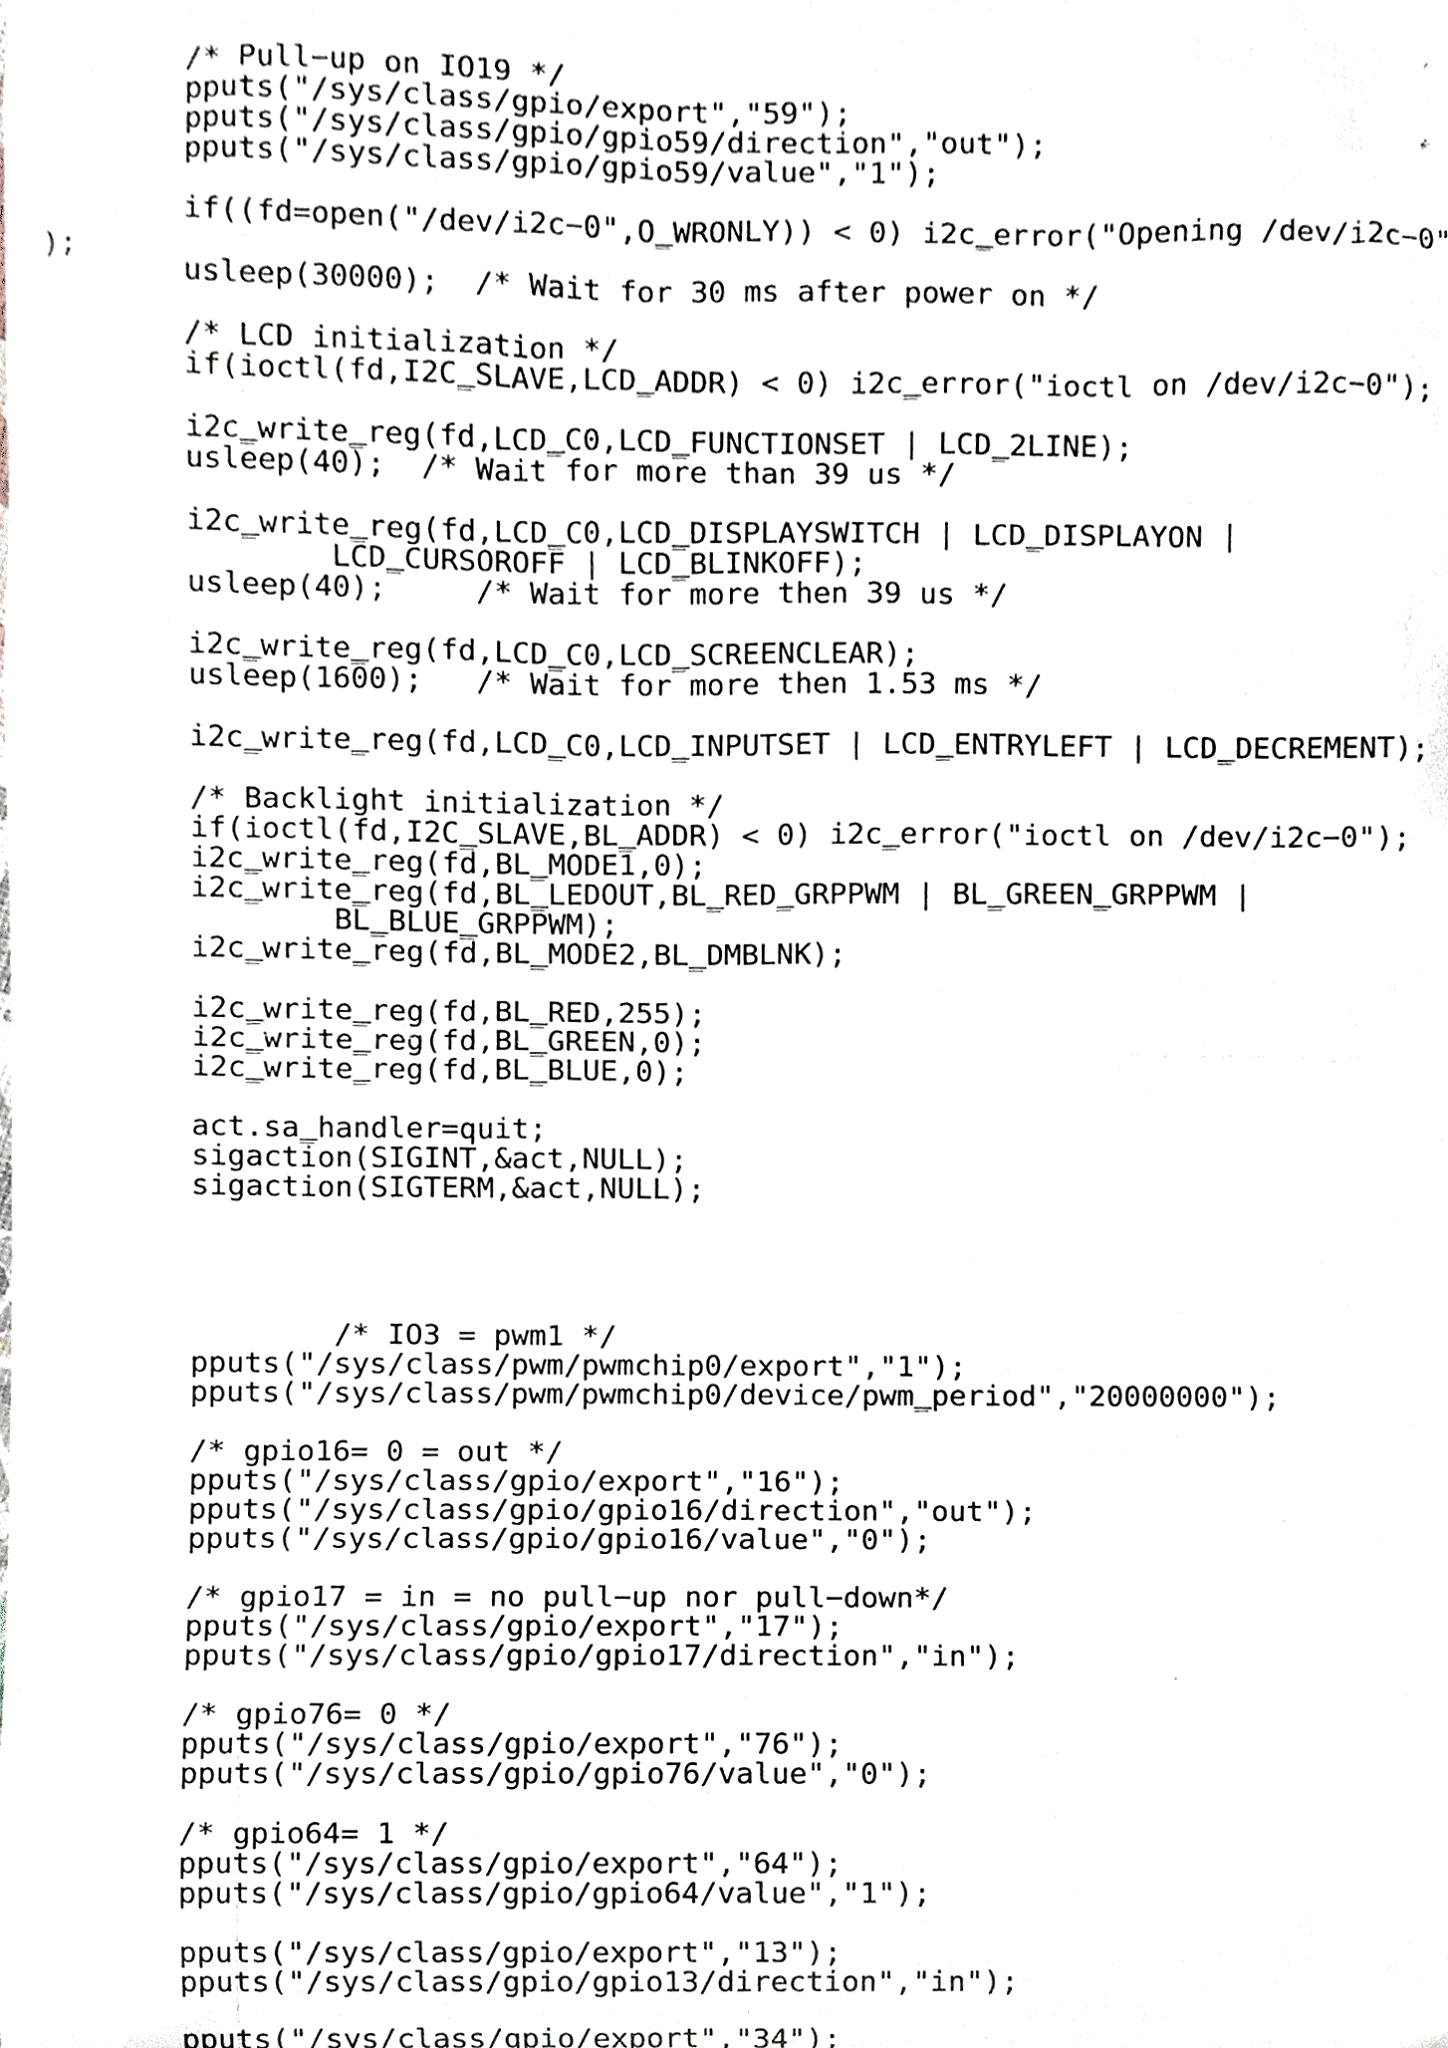 /* Pull-up on IO19 */
pputs("/sys/class/gpio/export","59");
pputs("/sys/class/gpio/gpio59/direction","out");
pputs("/sys/class/gpio/gpio59/value","1");
if((fd=open("/dev/i2c-0",O_WRONLY)) < 0) i2c_error("Opening /dev/i2c-0"
);
usleep(30000); /* Wait for 30 ms after power on */
/* LCD initialization */
if(ioctl(fd,I2C_SLAVE,LCD_ADDR) < 0) i2c_error("ioctl on /dev/i2c-0");
i2c_write_reg(fd,LCD_C0,LCD_FUNCTIONSET | LCD_2LINE);
usleep(40); /* Wait for more than 39 us */
i2c_write_reg(fd,LCD_C0,LCD_DISPLAYSWITCH | LCD_DISPLAYON |
LCD_CURSOROFF | LCD_BLINKOFF);
usleep(40); /* Wait for more then 39 us */
i2c_write_reg(fd,LCD_C0,LCD_SCREENCLEAR);
usleep(1600); /* Wait for more then 1.53 ms */
i2c_write_reg(fd,LCD_C0,LCD_INPUTSET | LCD_ENTRYLEFT | LCD_DECREMENT);
/* Backlight initialization */
if(ioctl(fd,I2C_SLAVE,BL_ADDR) < 0) i2c_error("ioctl on /dev/i2c-0");
i2c_write_reg(fd,BL_MODE1,0);
i2c_write_reg(fd,BL_LEDOUT,BL_RED_GRPPWM | BL_GREEN_GRPPWM |
BL_BLUE_GRPPWM);
i2c_write_reg(fd,BL_MODE2,BL_DMBLNK);
i2c_write_reg(fd,BL_RED,255);
i2c_write_reg(fd,BL_GREEN,0);
i2c_write_reg(fd,BL_BLUE,0);
act.sa_handler=quit;
sigaction(SIGINT,&act,NULL);
sigaction(SIGTERM,&act,NULL);
/* IO3 = pwm1 */
pputs("/sys/class/pwm/pwmchip0/export","1");
pputs("/sys/class/pwm/pwmchip0/device/pwm_period","20000000");
/* gpio16= 0 = out */
pputs("/sys/class/gpio/export","16");
pputs("/sys/class/gpio/gpio16/direction","out");
pputs("/sys/class/gpio/gpio16/value","0");
/* gpio17 = in = no pull-up nor pull-down*/
pputs("/sys/class/gpio/export","17");
pputs("/sys/class/gpio/gpio17/direction","in");
/* gpio76= 0 */
pputs("/sys/class/gpio/export","76");
pputs("/sys/class/gpio/gpio76/value","0");
/* gpio64= 1 */
pputs("/sys/class/gpio/export","64");
pputs("/sys/class/gpio/gpio64/value","1");
pputs("/sys/class/gpio/export","13");
pputs("/sys/class/gpio/gpio13/direction","in");
pputs("/sys/class/gpio/export","34");